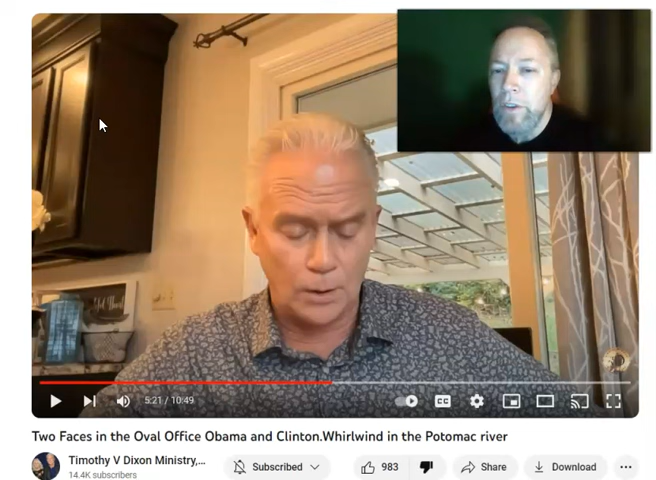 5:21 / 10:49
CC
Two Faces in the Oval Office Obama and Clinton.Whirlwind in the Potomac river
Timothy V Dixon Ministry,...
14.4K subscribers
Subscribed
983
Share
Download